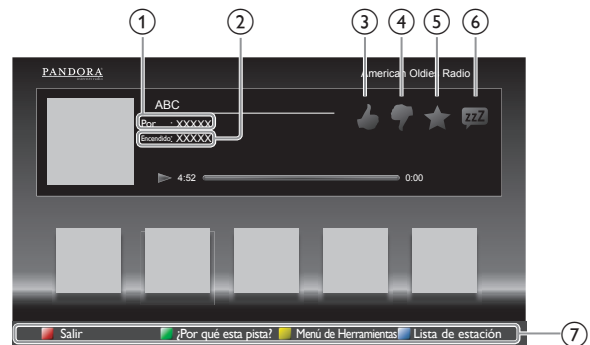 1 2 3 4 5 6
PANDORA American Oldies Radio
ABC
Por : XXXXX
Encendido: XXXXX
zzZ
4:52 0:00
Salir ¿Por qué esta pista? Menú de Herramientas Lista de estación 7